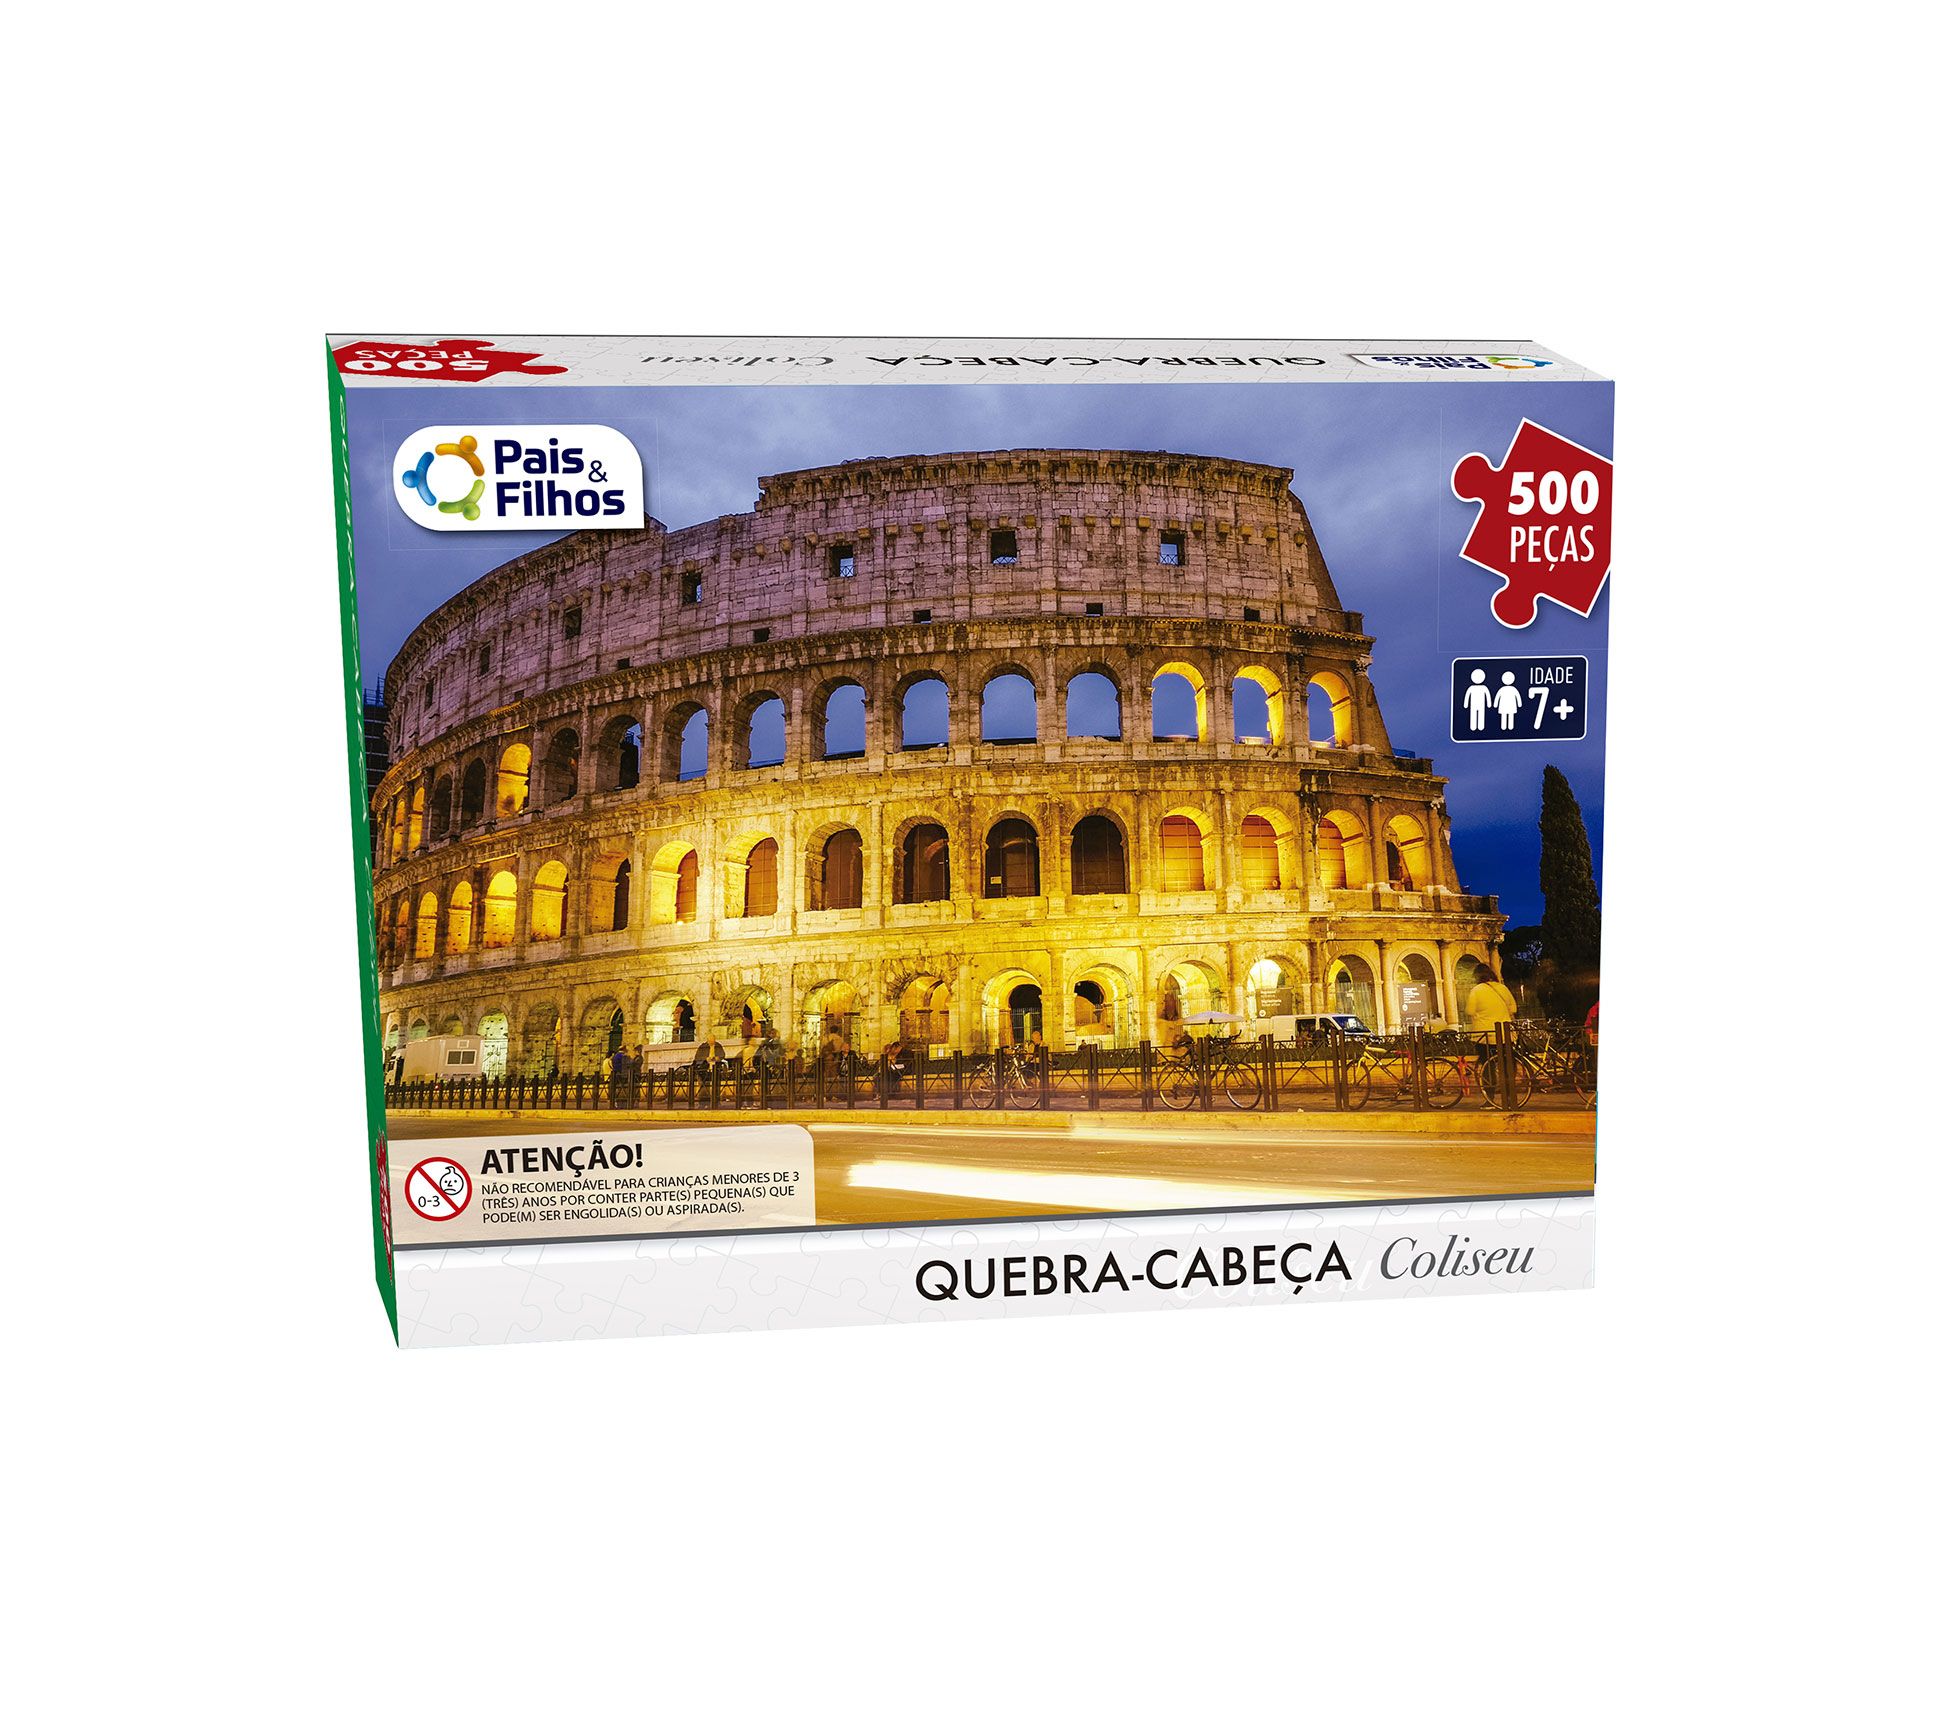 500
PEÇAS
QUEBRA-CABEÇA Coliseu
Pais &
Filhos
Pais &
Filhos
500
PEÇAS
IDADE
7+
ATENÇÃO!
0-3
NÃO RECOMENDÁVEL PARA CRIANÇAS MENORES DE 3
(TRÊS) ANOS POR CONTER PARTE(S) PEQUENA(S) QUE
PODE(M) SER ENGOLIDA(S) OU ASPIRADA(S).
QUEBRA-CABEÇA Coliseu